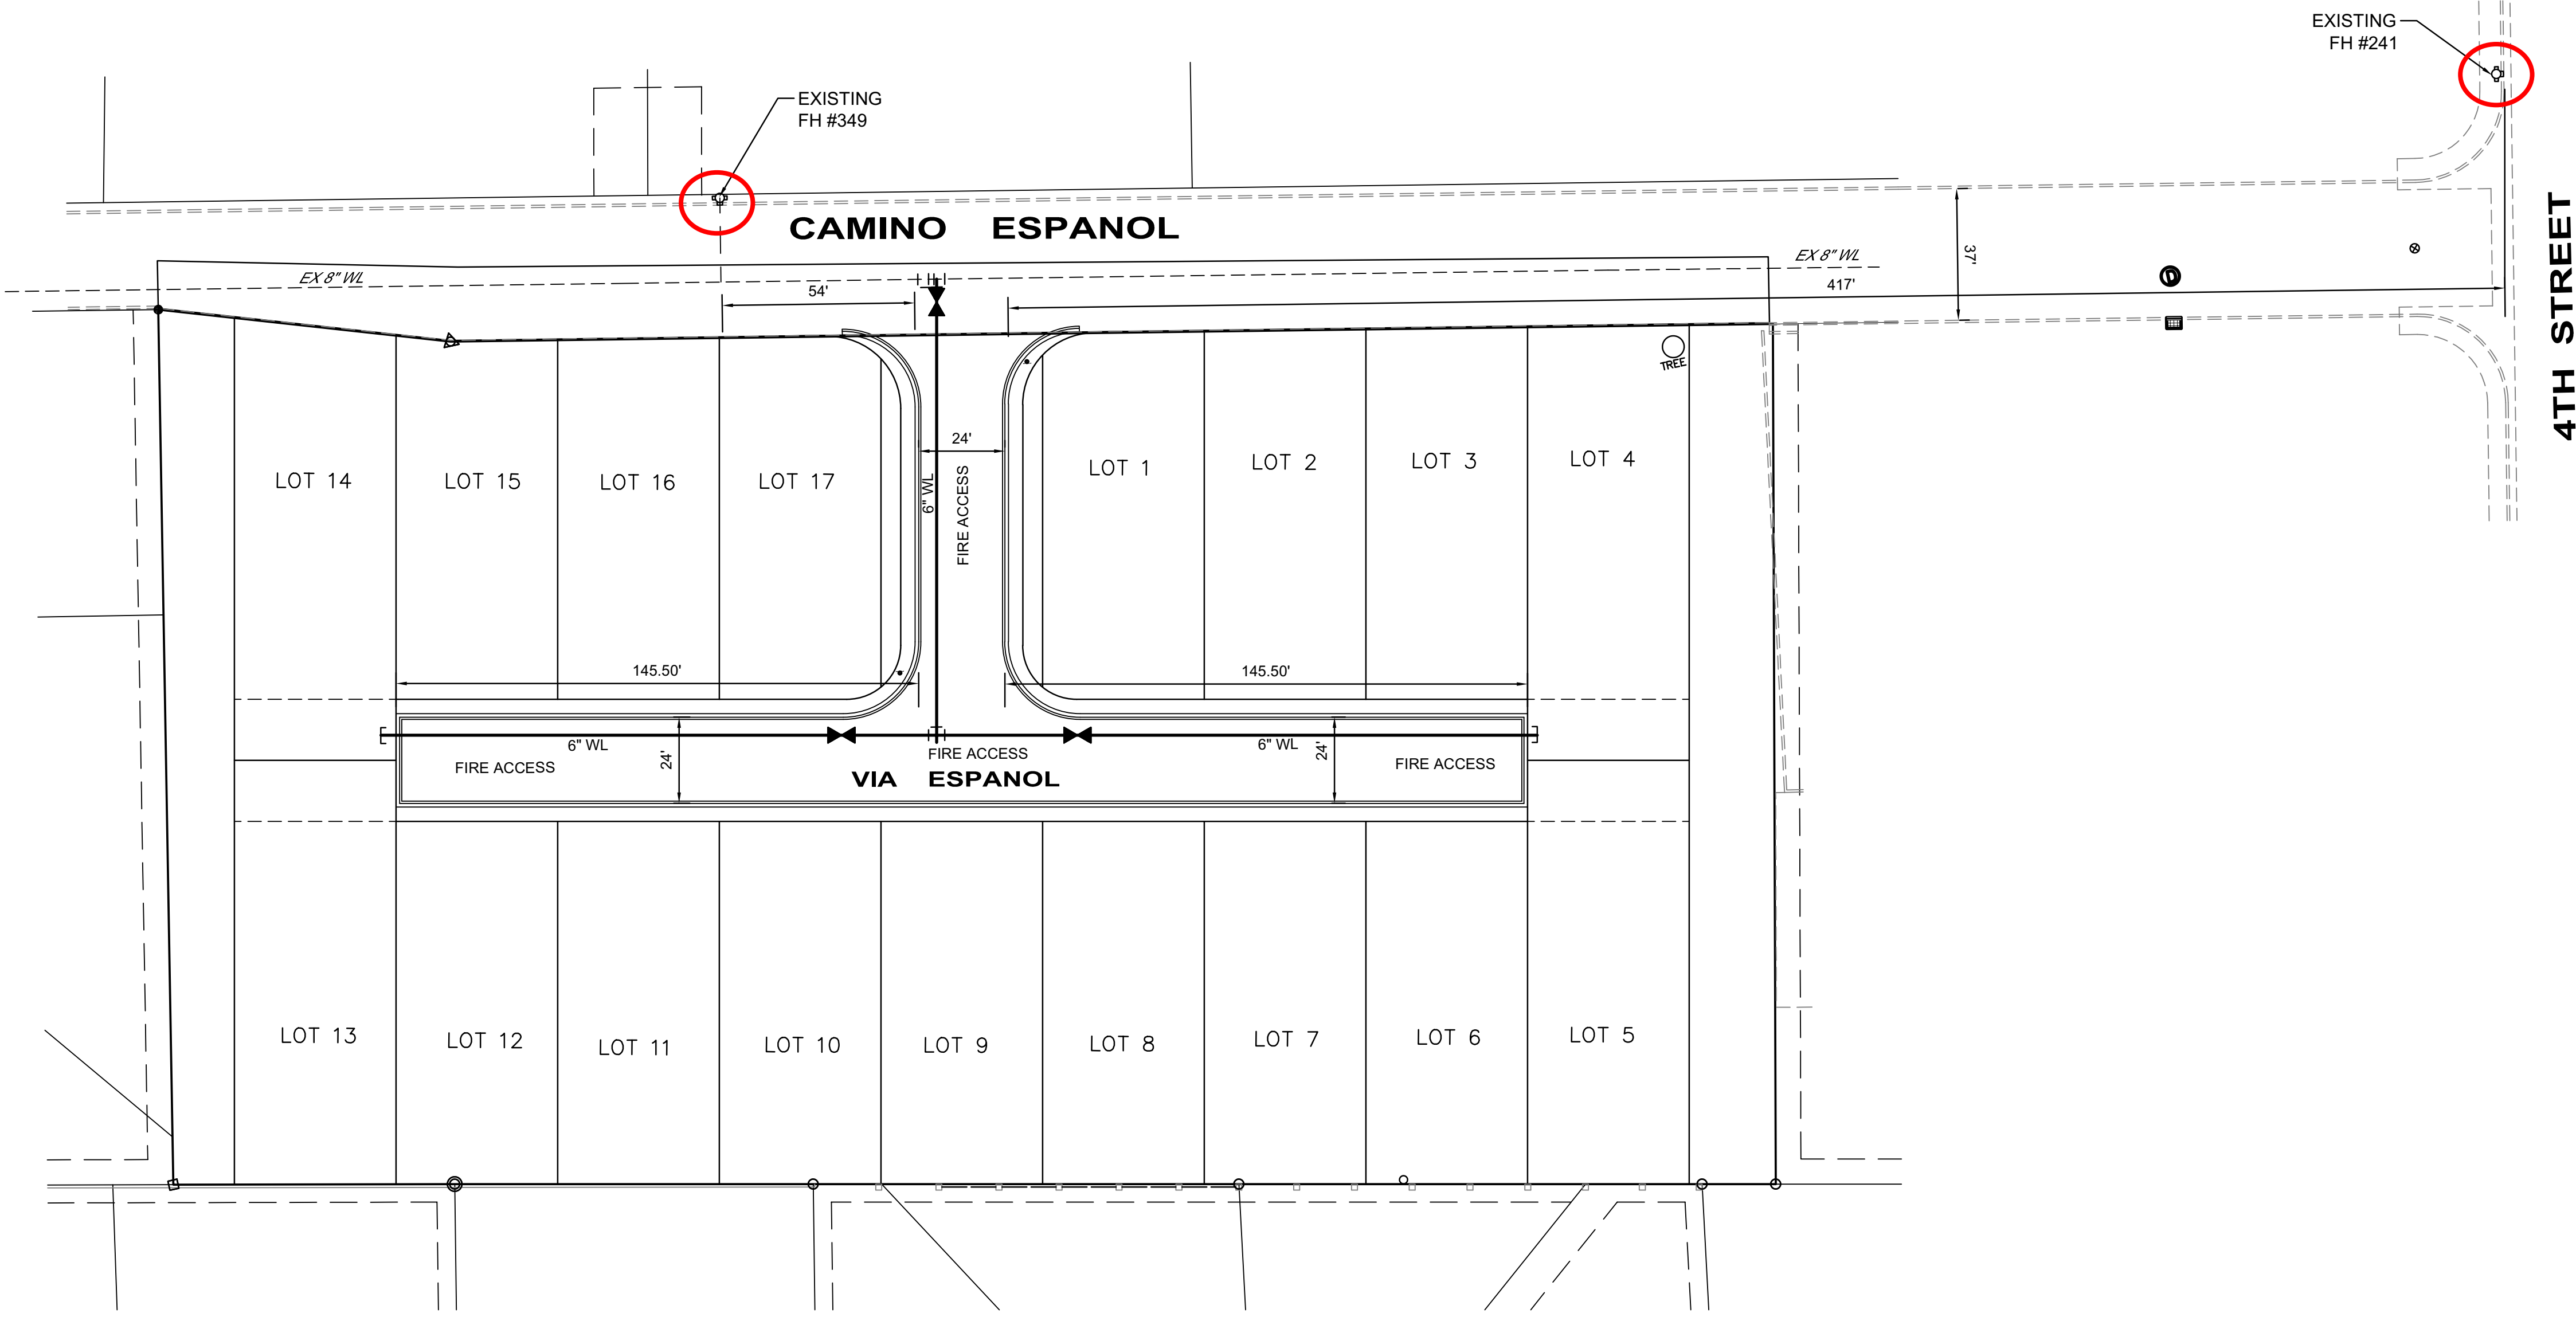 EXISTING
FH #241
EXISTING
FH #349
CAMINO ESPANOL
4TH STREET
EX 8" WL
EX 8" WL
37'
54'
417'
TREE
24'
6" WL
FIRE ACCESS
LOT 14
LOT 15
LOT 16
LOT 17
LOT 1
LOT 2
LOT 3
LOT 4
145.50'
145.50'
6" WL
24'
FIRE ACCESS
6" WL
24'
FIRE ACCESS
FIRE ACCESS
VIA ESPANOL
LOT 13
LOT 12
LOT 11
LOT 10
LOT 9
LOT 8
LOT 7
LOT 6
LOT 5
D